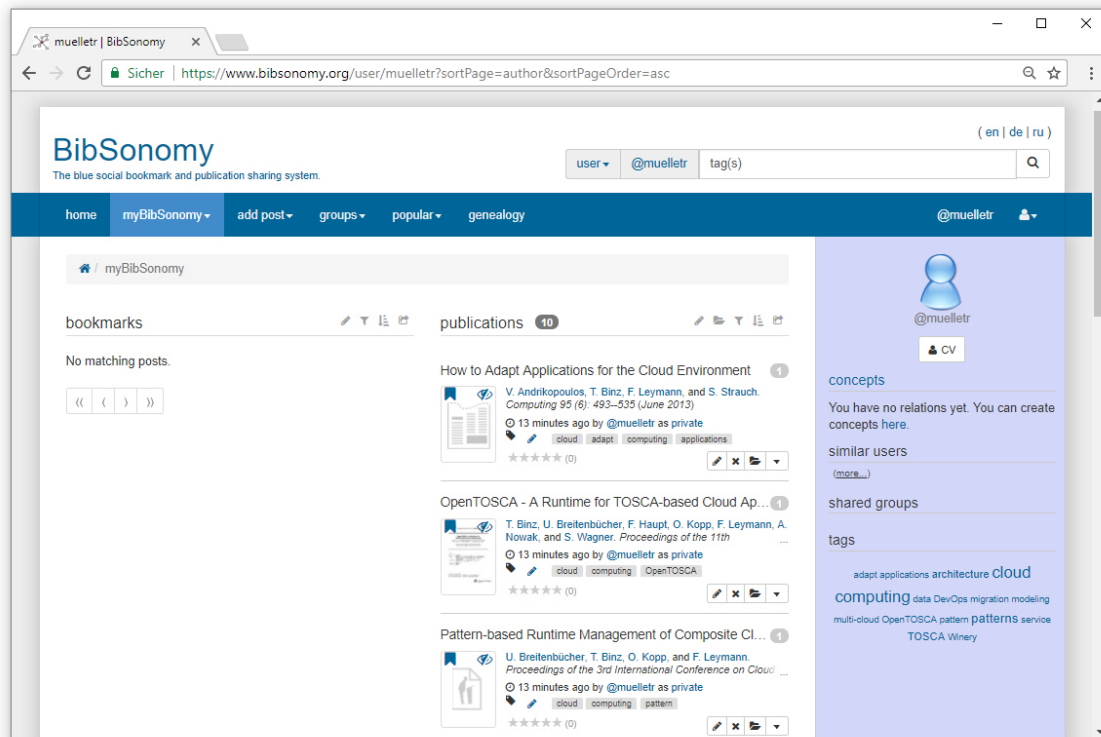 muelletr | BibSonomy
Sicher | https://www.bibsonomy.org/user/muelletr?sortPage=author&sortPageOrder=asc
( en | de | ru )
BibSonomy
The blue social bookmark and publication sharing system.
user @muelletr tag(s)
home myBibSonomy add post groups popular genealogy @muelletr
/ myBibSonomy
bookmarks
No matching posts.
publications 10
How to Adapt Applications for the Cloud Environment 1
V. Andrikopoulos, T. Binz, F. Leymann, and S. Strauch.
Computing 95 (6): 493--535 (June 2013)
13 minutes ago by @muelletr as private
cloud adapt computing applications
(0)
OpenTOSCA - A Runtime for TOSCA-based Cloud Ap... 1
T. Binz, U. Breitenbücher, F. Haupt, O. Kopp, F. Leymann, A.
Nowak, and S. Wagner. Proceedings of the 11th ...
13 minutes ago by @muelletr as private
cloud computing OpenTOSCA
(0)
Pattern-based Runtime Management of Composite Cl... 1
U. Breitenbücher, T. Binz, O. Kopp, and F. Leymann.
Proceedings of the 3rd International Conference on Cloud ...
13 minutes ago by @muelletr as private
cloud computing pattern
(0)
@muelletr
CV
concepts
You have no relations yet. You can create
concepts here.
similar users
(more...)
shared groups
tags
adapt applications architecture cloud
computing data DevOps migration modeling
multi-cloud OpenTOSCA pattern patterns service
TOSCA Winery